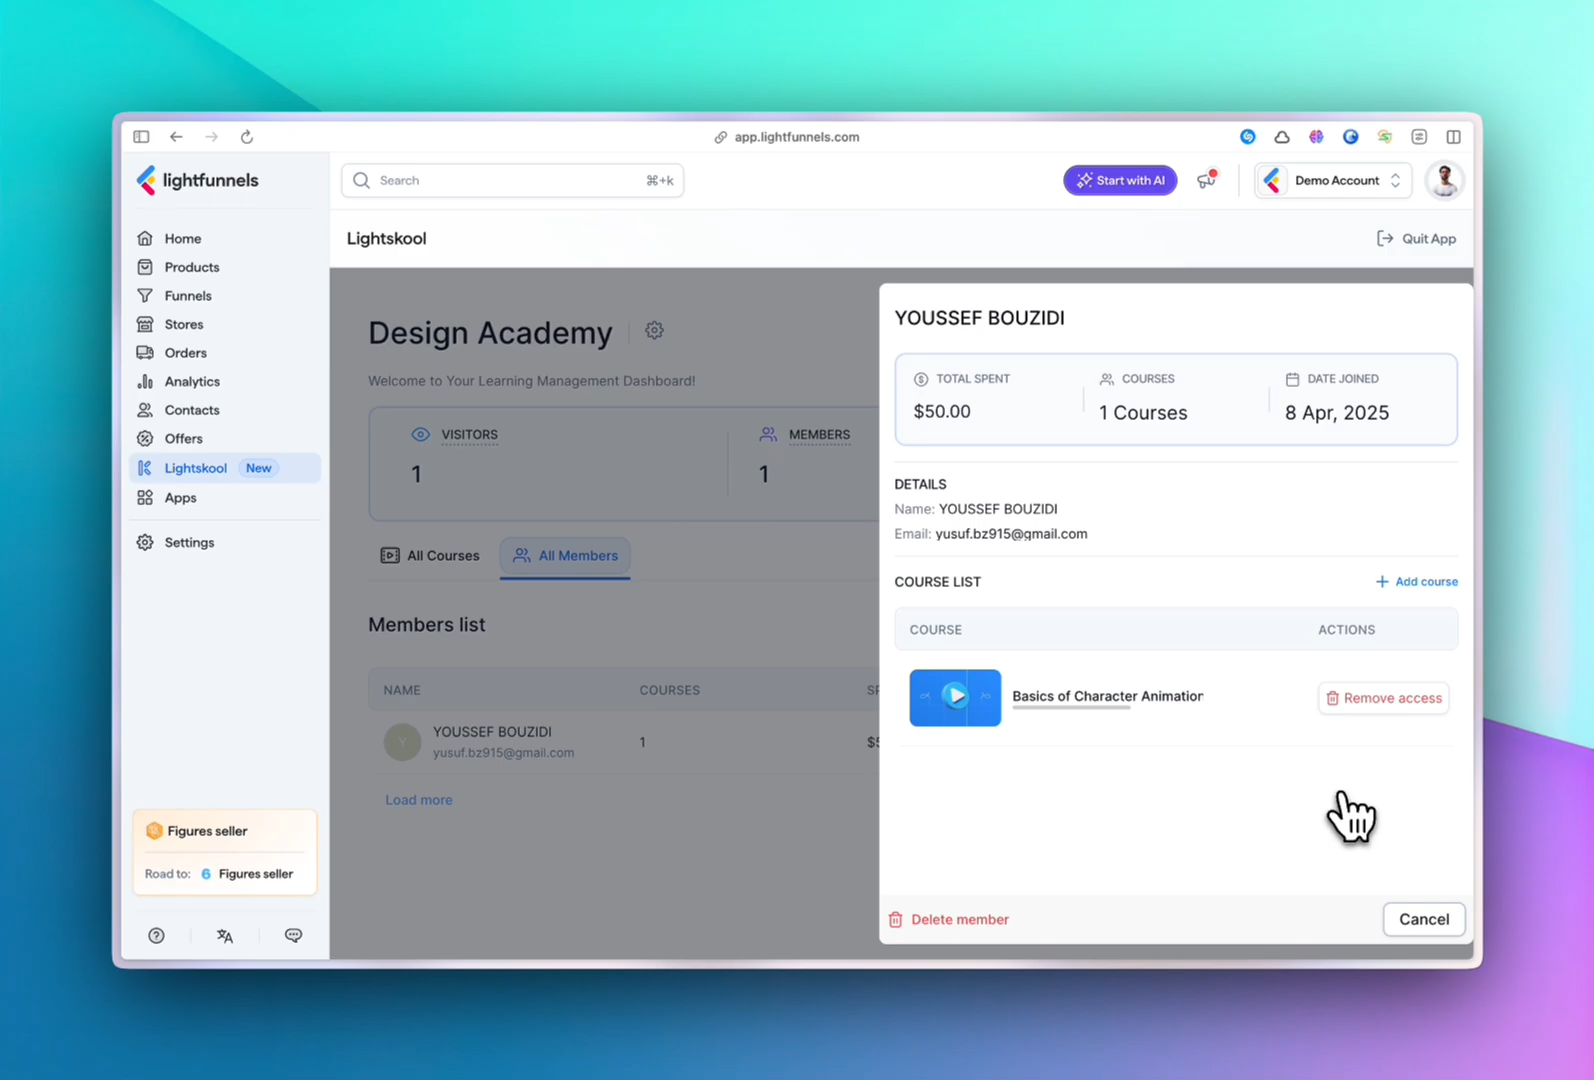 app.lightfunnels.com
lightfunnels
Search
⌘+k
Start with AI
Demo Account
Home
Products
Funnels
Stores
Orders
Analytics
Contacts
Offers
Lightskool New
Apps
Settings
Figures seller
Road to: 6 Figures seller
Lightskool
Quit App
Design Academy
Welcome to Your Learning Management Dashboard!
VISITORS
1
MEMBERS
1
All Courses
All Members
Members list
NAME COURSES
Y
YOUSSEF BOUZIDI
yusuf.bz915@gmail.com
1
Load more
YOUSSEF BOUZIDI
TOTAL SPENT
$50.00
COURSES
1 Courses
DATE JOINED
8 Apr, 2025
DETAILS
Name: YOUSSEF BOUZIDI
Email: yusuf.bz915@gmail.com
COURSE LIST
Add course
COURSE ACTIONS
Basics of Character Animation
Remove access
Delete member
Cancel